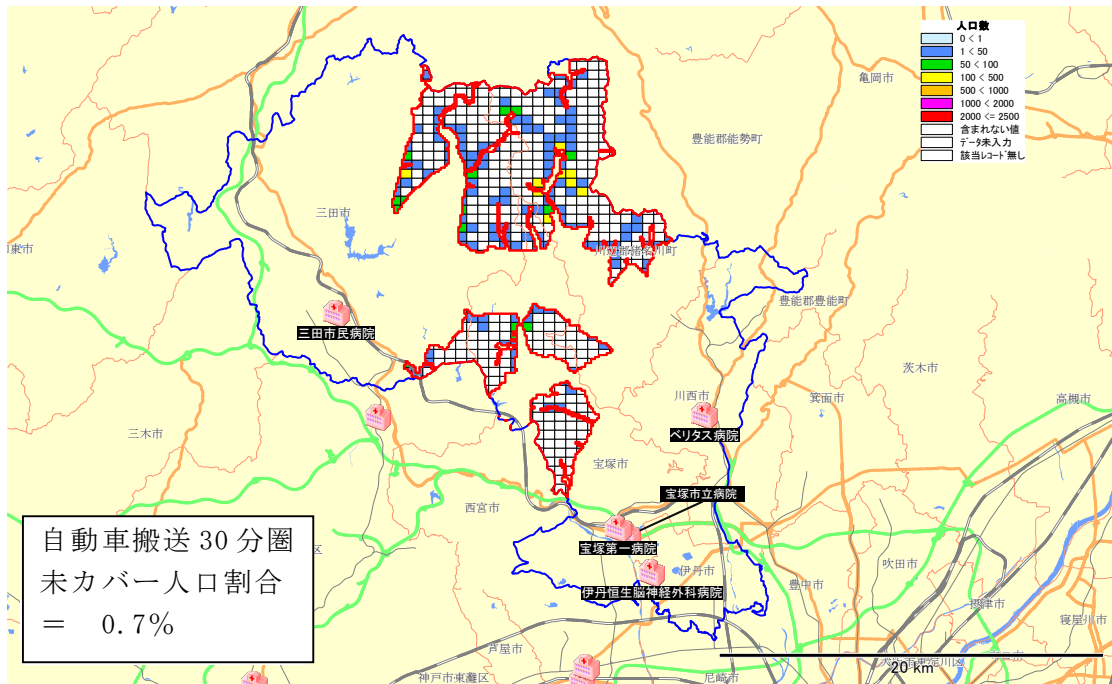 人口数
0 < 1
1 < 50
50 < 100
100 < 500
500 < 1000
1000 < 2000
2000 <= 2500
含まれない値
データ未入力
該当レコード無し
亀岡市
豊能郡能勢町
三田市
川辺郡猪名川町
豊能郡豊能町
三田市民病院
茨木市
川西市
箕面市
高槻市
ベリタス病院
三木市
宝塚市
宝塚市立病院
西宮市
宝塚第一病院
伊丹市
吹田市
豊中市
伊丹恒生脳神経外科病院
摂津市
寝屋川市
芦屋市
20 km
神戸市東灘区
尼崎市
自動車搬送 30 分圏
未カバー人口割合
＝ 0.7%